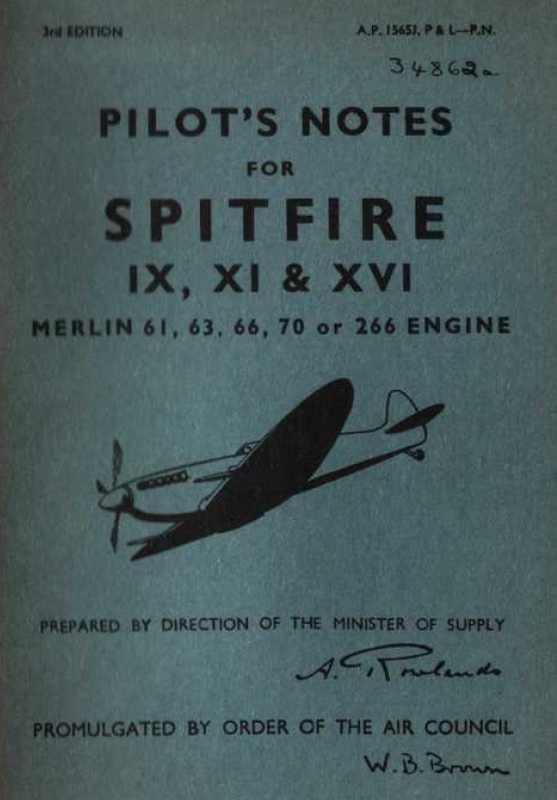 3rd EDITION
A.P. 1565J, P & L—P.N.
34862a
PILOT'S NOTES
FOR
SPITFIRE
IX, XI & XVI
MERLIN 61, 63, 66, 70 or 266 ENGINE
PREPARED BY DIRECTION OF THE MINISTER OF SUPPLY
A. Rowlands
PROMULGATED BY ORDER OF THE AIR COUNCIL
W. B. Brown